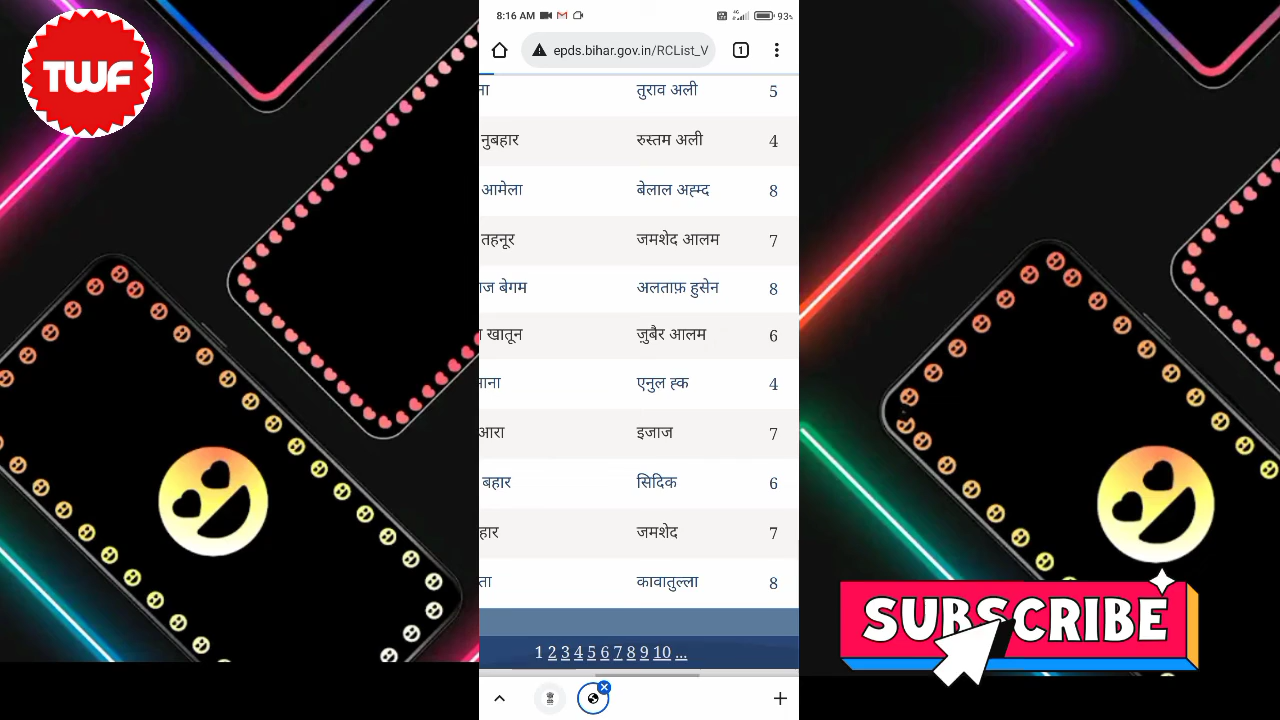 TWF
8:16 AM 93%
epds.bihar.gov.in/RCList_V 1
ना तुराव अली 5
नुबहार रुस्तम अली 4
आमेला बेलाल अह्म्द 8
तहनूर जमशेद आलम 7
ाज बेगम अलताफ़ हुसेन 8
खातून जुबैर आलम 6
माना एनुल ह्क 4
आरा इजाज 7
बहार सिदिक 6
हार जमशेद 7
ता कावातुल्ला 8
1 2 3 4 5 6 7 8 9 10 ...
SUBSCRIBE